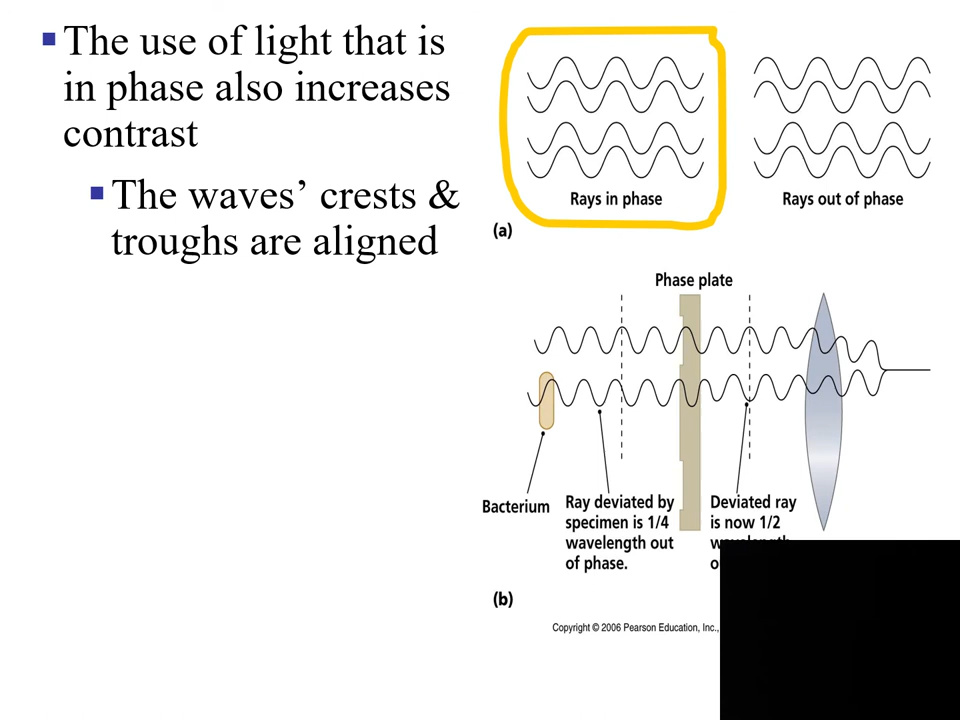 The use of light that is
in phase also increases
contrast
The waves’ crests &
troughs are aligned
Rays in phase
Rays out of phase
(a)
Phase plate
Bacterium
Ray deviated by
specimen is 1/4
wavelength out
of phase.
Deviated ray
is now 1/2
(b)
Copyright © 2006 Pearson Education, Inc.,